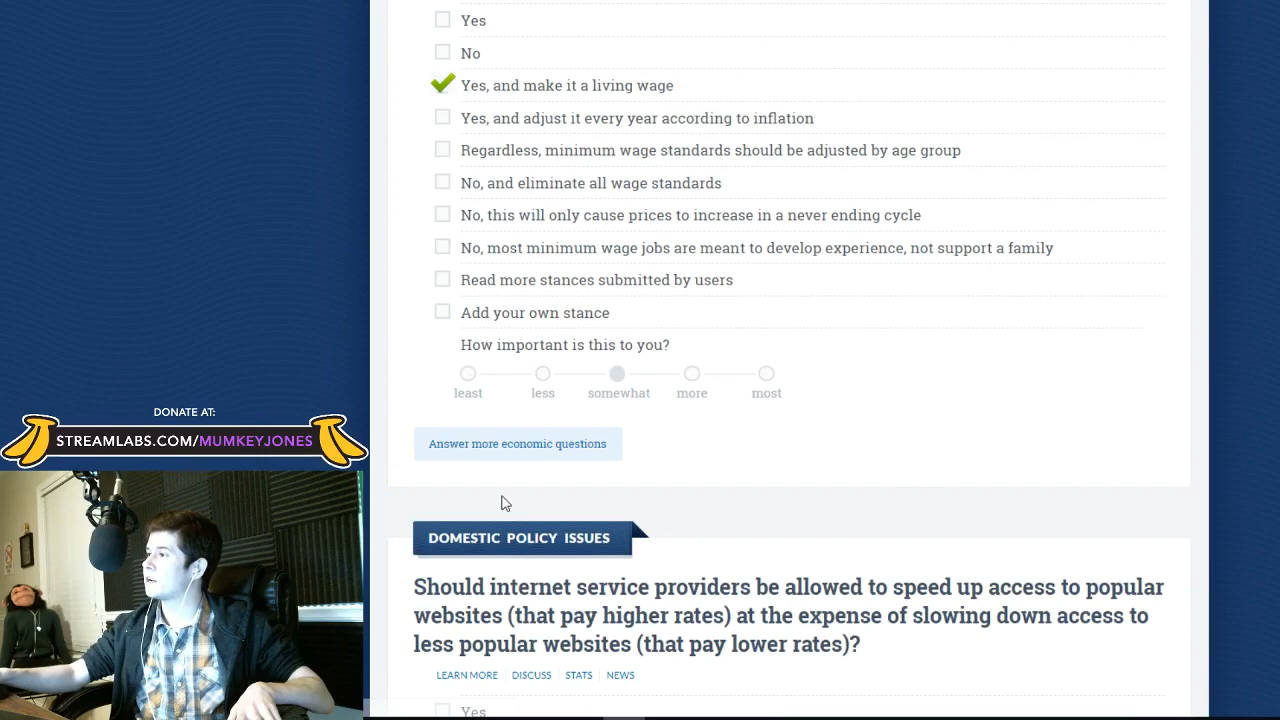 Yes
No
Yes, and make it a living wage
Yes, and adjust it every year according to inflation
Regardless, minimum wage standards should be adjusted by age group
No, and eliminate all wage standards
No, this will only cause prices to increase in a never ending cycle
No, most minimum wage jobs are meant to develop experience, not support a family
Read more stances submitted by users
Add your own stance
How important is this to you?
least less somewhat more most
Answer more economic questions
DONATE AT:
STREAMLABS.COM/MUMKEYJONES
DOMESTIC POLICY ISSUES
Should internet service providers be allowed to speed up access to popular
websites (that pay higher rates) at the expense of slowing down access to
less popular websites (that pay lower rates)?
LEARN MORE DISCUSS STATS NEWS
Yes